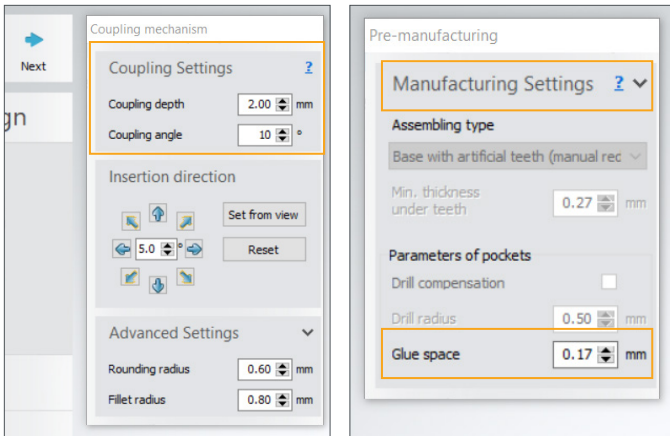 Next
gn
Coupling mechanism
Coupling Settings ?
Coupling depth 2.00 mm
Coupling angle 10 °
Insertion direction
5.0 °
Set from view
Reset
Advanced Settings
Rounding radius 0.60 mm
Fillet radius 0.80 mm
Pre-manufacturing
Manufacturing Settings ?
Assembling type
Base with artificial teeth (manual rec
Min. thickness
under teeth 0.27 mm
Parameters of pockets
Drill compensation
Drill radius 0.50 mm
Glue space 0.17 mm